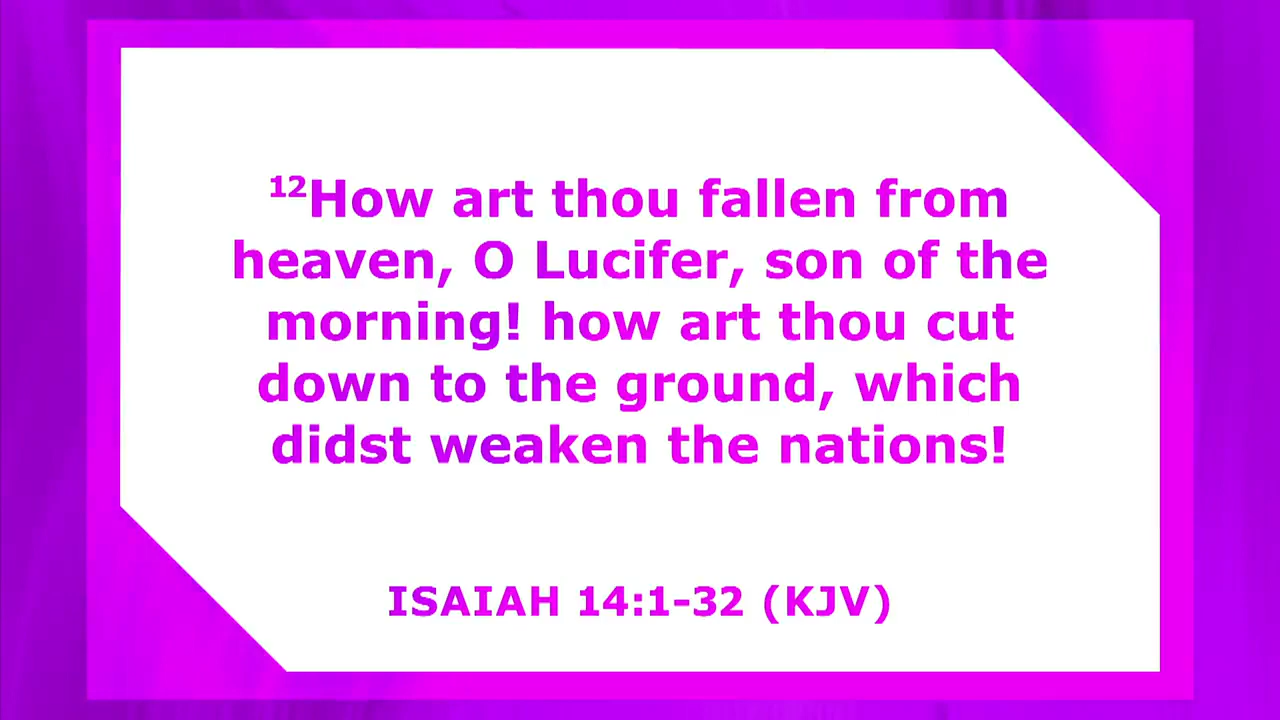 ¹²How art thou fallen from
heaven, O Lucifer, son of the
morning! how art thou cut
down to the ground, which
didst weaken the nations!
ISAIAH 14:1-32 (KJV)